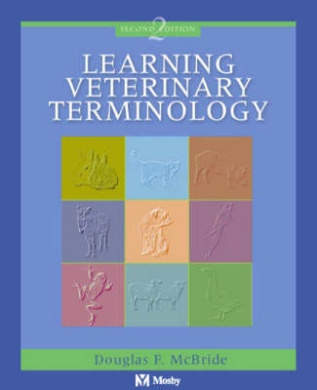 SECOND EDITION
2
LEARNING
VETERINARY
TERMINOLOGY
Douglas F. McBride
M Mosby